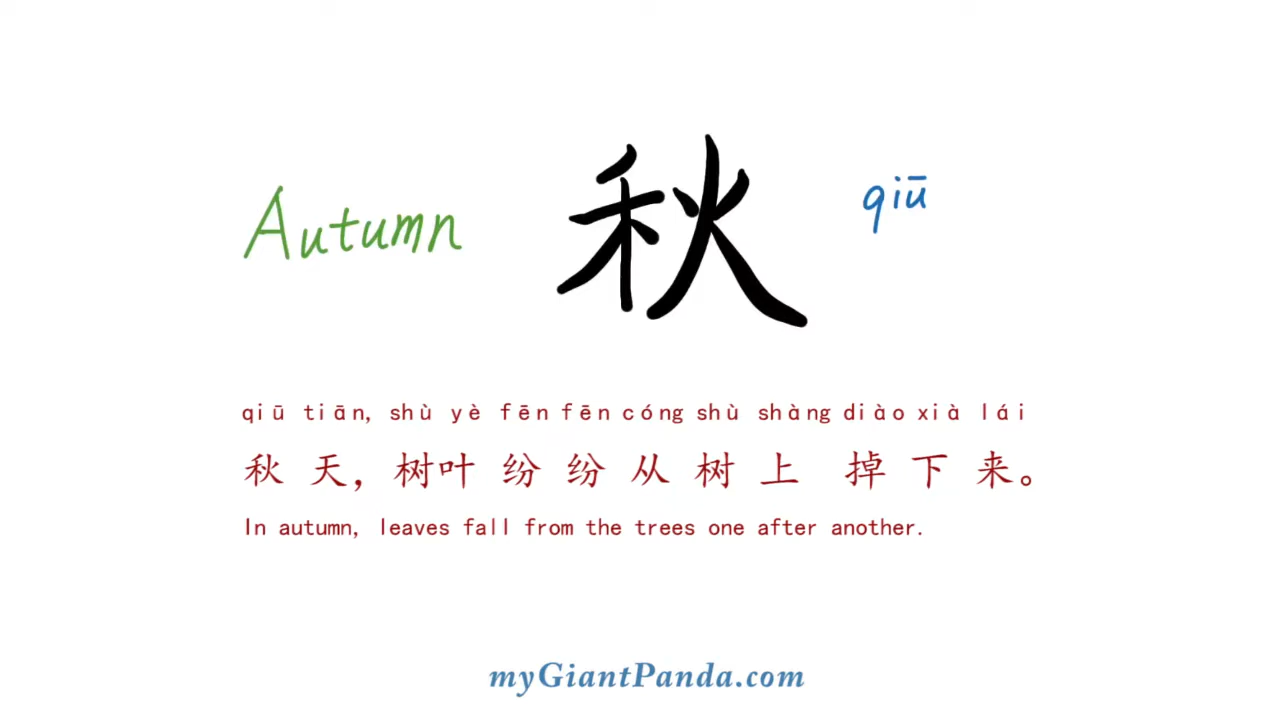 Autumn 秋 qiū
qiū tiān, shù yè fēn fēn cóng shù shàng diào xià lái
秋天，树叶纷纷从树上掉下来。
In autumn, leaves fall from the trees one after another.
myGiantPanda.com